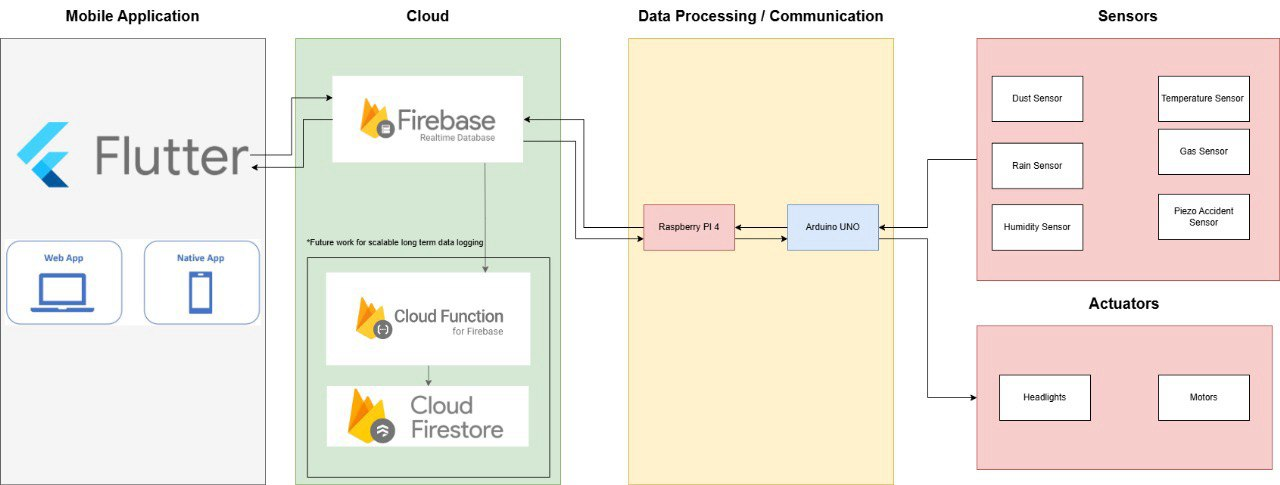 Mobile Application
Cloud
Data Processing / Communication
Sensors
Flutter
Web App
Native App
Firebase
Realtime Database
*Future work for scalable long term data logging
Cloud Function
for Firebase
Cloud
Firestore
Raspberry PI 4
Arduino UNO
Dust Sensor
Temperature Sensor
Rain Sensor
Gas Sensor
Humidity Sensor
Piezo Accident
Sensor
Actuators
Headlights
Motors